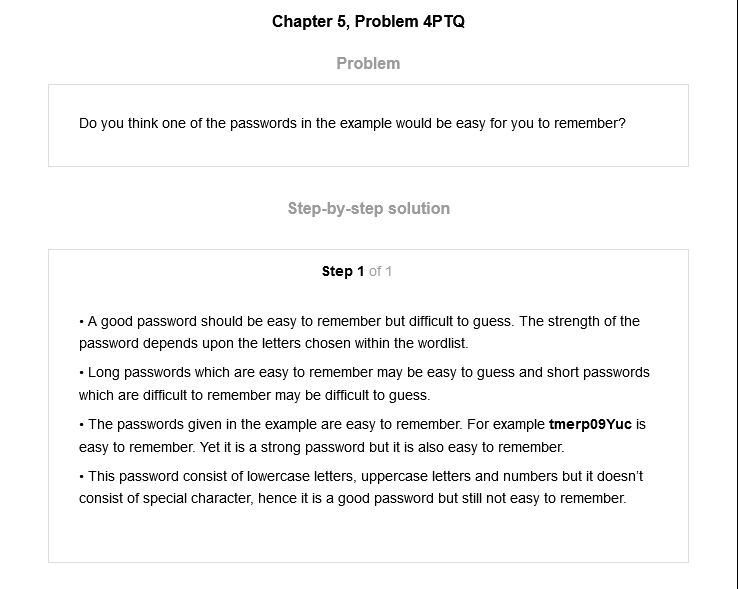 Chapter 5, Problem 4PTQ
Problem
Do you think one of the passwords in the example would be easy for you to remember?
Step-by-step solution
Step 1 of 1
• A good password should be easy to remember but difficult to guess. The strength of the
password depends upon the letters chosen within the wordlist.
• Long passwords which are easy to remember may be easy to guess and short passwords
which are difficult to remember may be difficult to guess.
• The passwords given in the example are easy to remember. For example tmerp09Yuc is
easy to remember. Yet it is a strong password but it is also easy to remember.
• This password consist of lowercase letters, uppercase letters and numbers but it doesn’t
consist of special character, hence it is a good password but still not easy to remember.